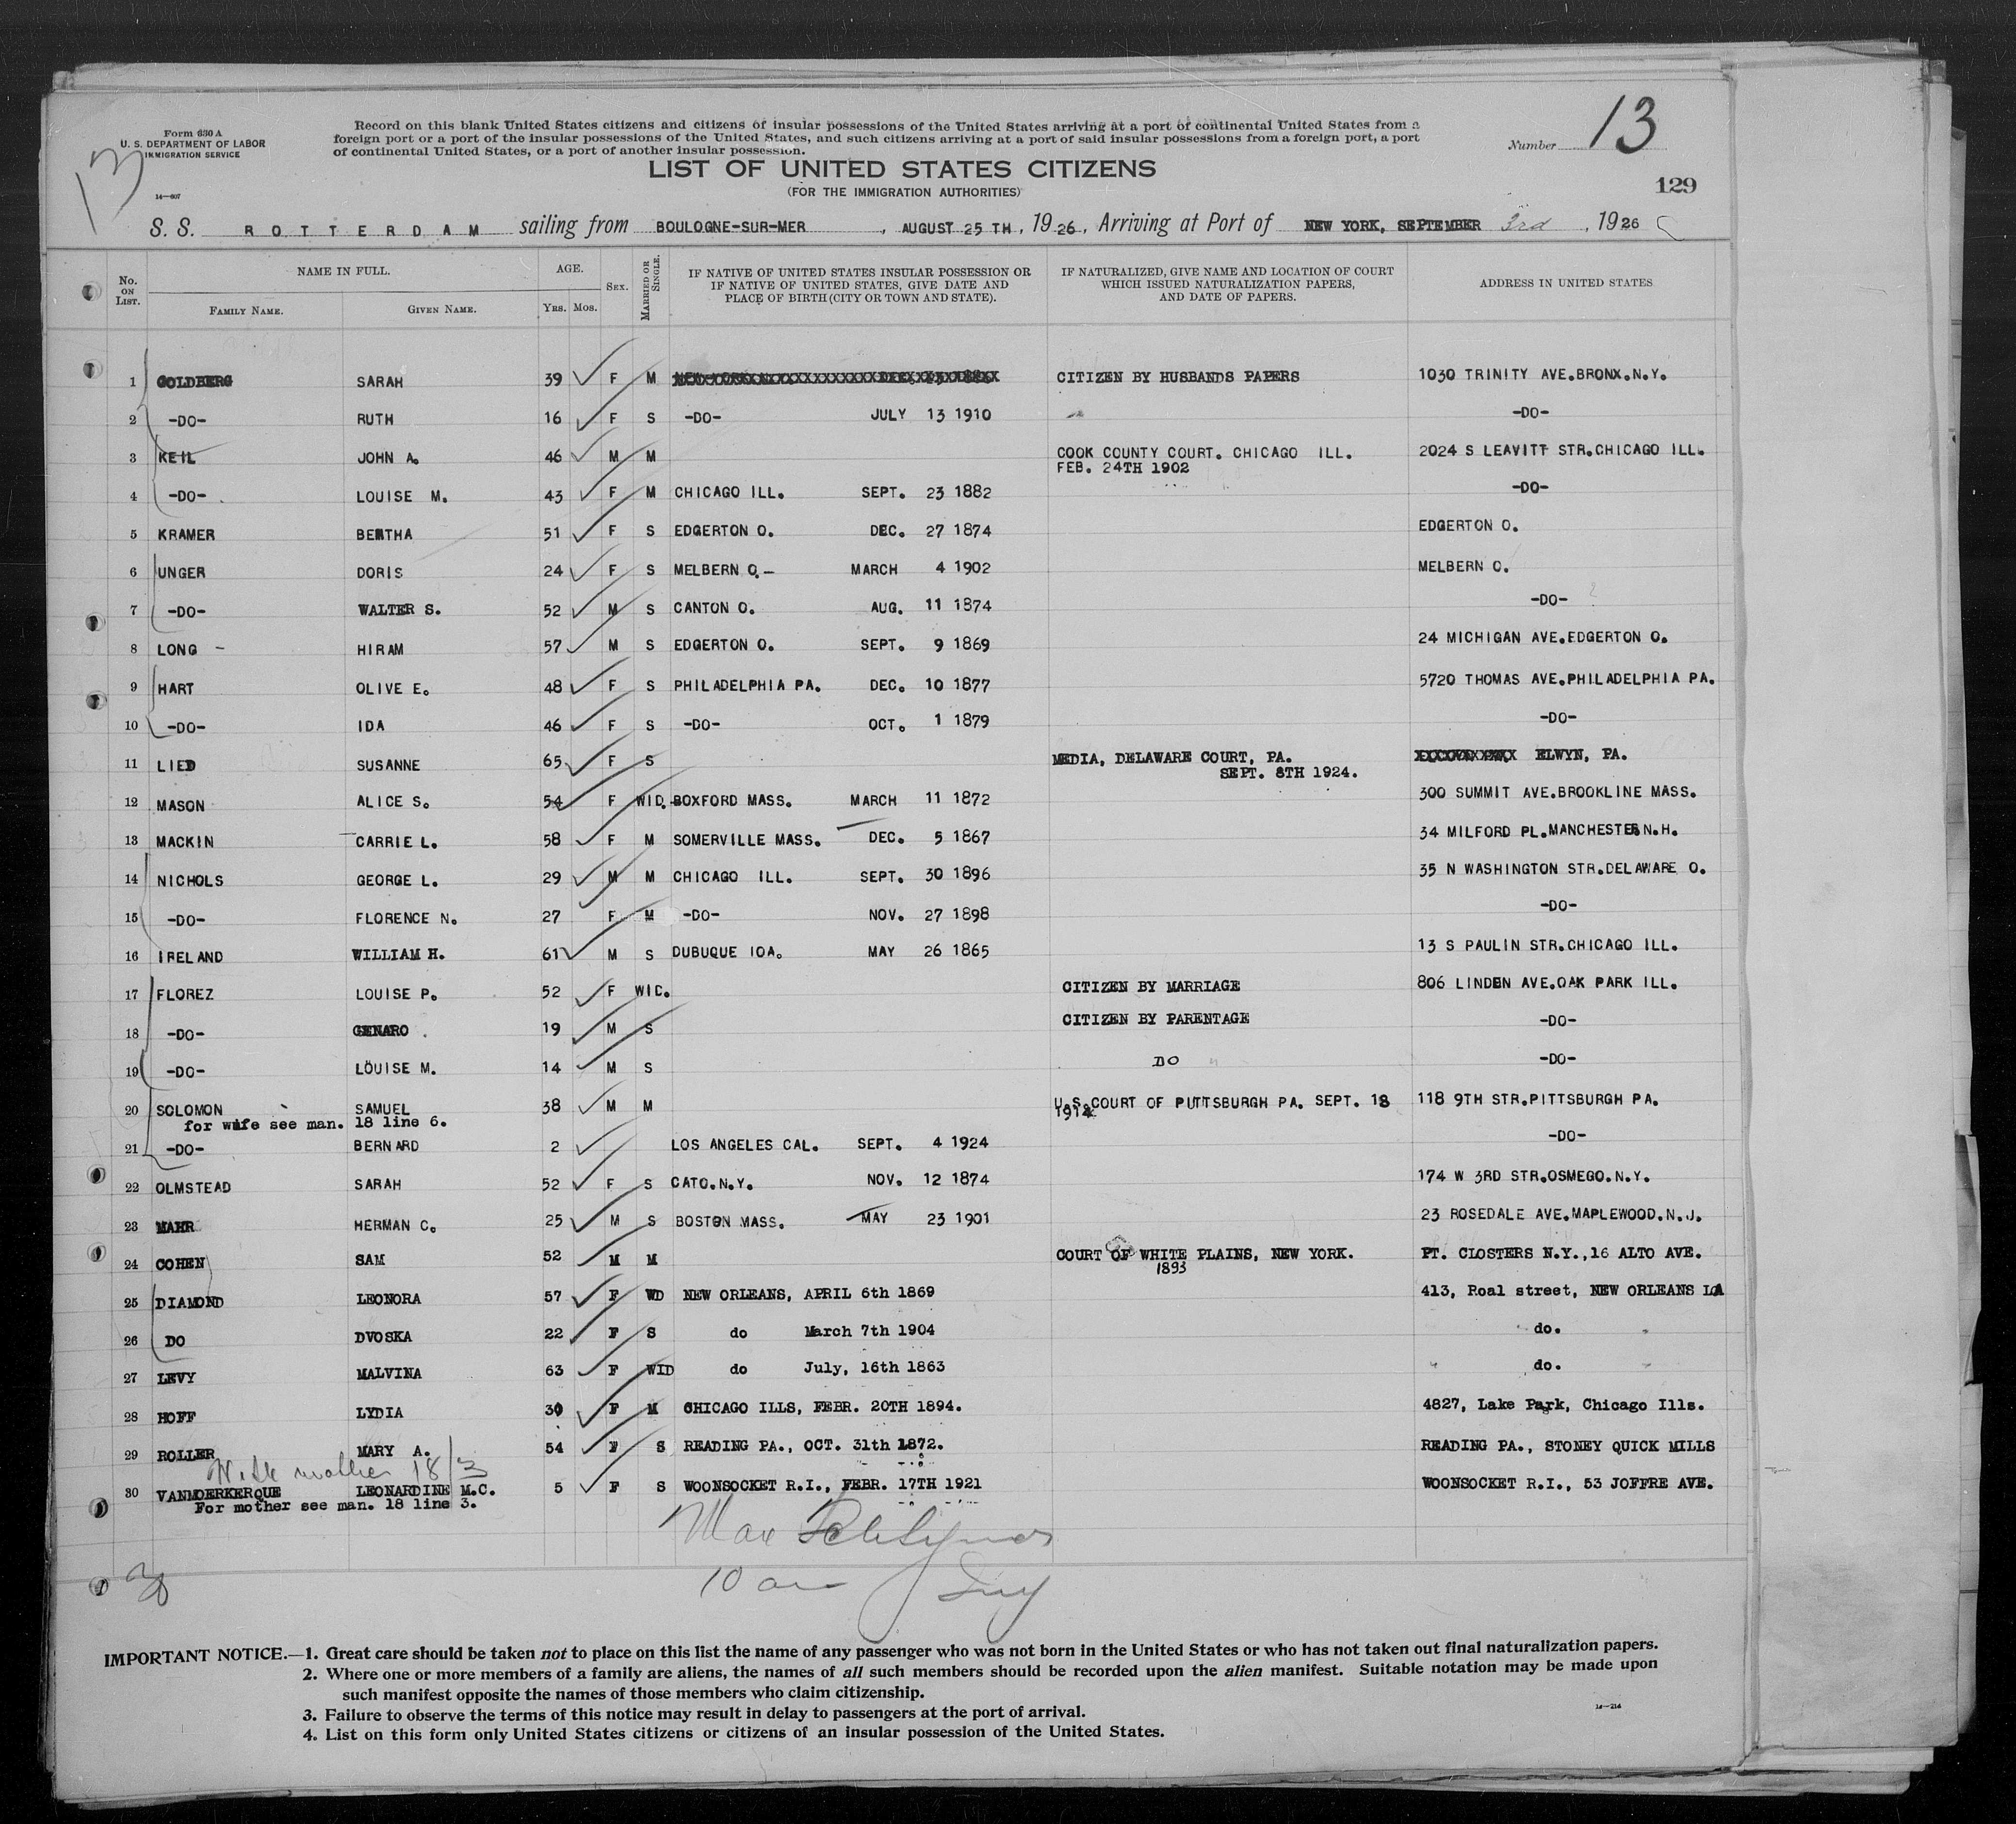 Form 630 A
U. S. DEPARTMENT OF LABOR
IMMIGRATION SERVICE
14—607
13
Record on this blank United States citizens and citizens of insular possessions of the United States arriving at a port of continental United States from a
foreign port or a port of the insular possessions of the United States, and such citizens arriving at a port of said insular possessions from a foreign port, a port
of continental United States, or a port of another insular possession.
Number 13
LIST OF UNITED STATES CITIZENS
(FOR THE IMMIGRATION AUTHORITIES)
129
S. S. ROTTERDAM sailing from BOULOGNE-SUR-MER, AUGUST 25 TH, 1926, Arriving at Port of NEW YORK, SEPTEMBER 3rd, 1926
No. ON LIST. NAME IN FULL. FAMILY NAME. GIVEN NAME. AGE. YRS. MOS. SEX. MARRIED OR SINGLE. IF NATIVE OF UNITED STATES INSULAR POSSESSION OR IF NATIVE OF UNITED STATES, GIVE DATE AND PLACE OF BIRTH (CITY OR TOWN AND STATE). IF NATURALIZED, GIVE NAME AND LOCATION OF COURT WHICH ISSUED NATURALIZATION PAPERS, AND DATE OF PAPERS. ADDRESS IN UNITED STATES
1 GOLDBERG SARAH 39 F M CITIZEN BY HUSBANDS PAPERS 1030 TRINITY AVE.BRONX.N.Y.
2 -DO- RUTH 16 F S -DO- JULY 13 1910 -DO-
3 KEIL JOHN A. 46 M M COOK COUNTY COURT. CHICAGO ILL. 2024 S LEAVITT STR.CHICAGO ILL.
FEB. 24TH 1902
4 -DO- LOUISE M. 43 F M CHICAGO ILL. SEPT. 23 1882 -DO-
5 KRAMER BERTHA 51 F S EDGERTON O. DEC. 27 1874 EDGERTON O.
6 UNGER DORIS 24 F S MELBERN O.- MARCH 4 1902 MELBERN O.
7 -DO- WALTER S. 52 M S CANTON O. AUG. 11 1874 -DO-
8 LONG - HIRAM 57 M S EDGERTON O. SEPT. 9 1869 24 MICHIGAN AVE.EDGERTON O.
9 HART OLIVE E. 48 F S PHILADELPHIA PA. DEC. 10 1877 5720 THOMAS AVE.PHILADELPHIA PA.
10 -DO- IDA 46 F S -DO- OCT. 1 1879 -DO-
11 LIED SUSANNE 65 F S MEDIA, DELAWARE COURT, PA. ELWYN, PA.
SEPT. 8TH 1924.
12 MASON ALICE S. 54 F WID. BOXFORD MASS. MARCH 11 1872 300 SUMMIT AVE.BROOKLINE MASS.
13 MACKIN CARRIE L. 58 F M SOMERVILLE MASS. DEC. 5 1867 34 MILFORD PL.MANCHESTER N.H.
14 NICHOLS GEORGE L. 29 M M CHICAGO ILL. SEPT. 30 1896 35 N WASHINGTON STR.DELAWARE O.
15 -DO- FLORENCE N. 27 F M -DO- NOV. 27 1898 -DO-
16 IRELAND WILLIAM H. 61 M S DUBUQUE IOA. MAY 26 1865 13 S PAULIN STR.CHICAGO ILL.
17 FLOREZ LOUISE P. 52 F WID. CITIZEN BY MARRIAGE 806 LINDEN AVE.OAK PARK ILL.
18 -DO- GENARO 19 M S CITIZEN BY PARENTAGE -DO-
19 -DO- LOUISE M. 14 M S DO " -DO-
20 SOLOMON SAMUEL 38 M M U.S.COURT OF PITTSBURGH PA. SEPT. 18 118 9TH STR.PITTSBURGH PA.
for wife see man. 18 line 6. 1912
21 -DO- BERNARD 2 LOS ANGELES CAL. SEPT. 4 1924 -DO-
22 OLMSTEAD SARAH 52 F S CATO.N.Y. NOV. 12 1874 174 W 3RD STR.OSMEGO.N.Y.
23 MAHR HERMAN C. 25 M S BOSTON MASS. MAY 23 1901 23 ROSEDALE AVE.MAPLEWOOD.N.J.
24 COHEN SAM 52 M M COURT OF WHITE PLAINS, NEW YORK. PT. CLOSTERS N.Y.,16 ALTO AVE.
1893
25 DIAMOND LEONORA 57 F WD NEW ORLEANS, APRIL 6th 1869 413, Roal street, NEW ORLEANS LA
26 DO DVOSKA 22 F S do March 7th 1904 do.
27 LEVY MALVINA 63 F WID do July, 16th 1863 do.
28 HOFF LYDIA 30 F M CHICAGO ILLS, FEBR. 20TH 1894. 4827, Lake Park, Chicago Ills.
29 ROLLER MARY A. 54 F S READING PA., OCT. 31th 1872. READING PA., STONEY QUICK MILLS
With mother 18/3
30 VANMOERKERQUE LEONARDINE M.C. 5 F S WOONSOCKET R.I., FEBR. 17TH 1921 WOONSOCKET R.I., 53 JOFFRE AVE.
For mother see man. 18 line 3.
Max
30
10 am
IMPORTANT NOTICE.—1. Great care should be taken not to place on this list the name of any passenger who was not born in the United States or who has not taken out final naturalization papers.
2. Where one or more members of a family are aliens, the names of all such members should be recorded upon the alien manifest. Suitable notation may be made upon
such manifest opposite the names of those members who claim citizenship.
3. Failure to observe the terms of this notice may result in delay to passengers at the port of arrival.
14—214
4. List on this form only United States citizens or citizens of an insular possession of the United States.